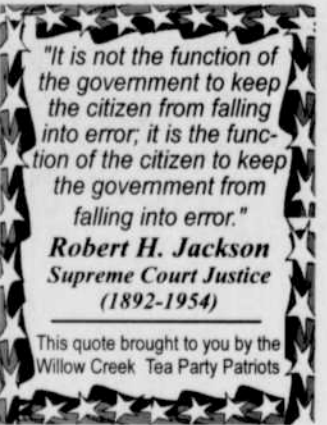 "It is not the function of
the government to keep
the citizen from falling
into error; it is the func-
tion of the citizen to keep
the government from
falling into error."
Robert H. Jackson
Supreme Court Justice
(1892-1954)
This quote brought to you by the
Willow Creek Tea Party Patriots